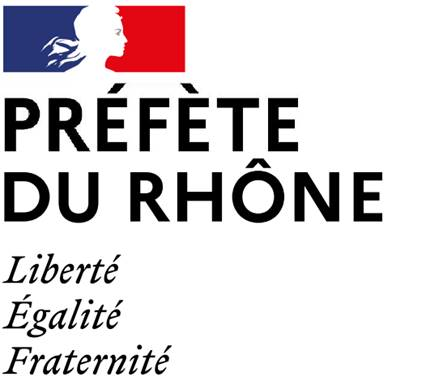 PRÉFÈTE
DU RHÔNE
Liberté
Égalité
Fraternité